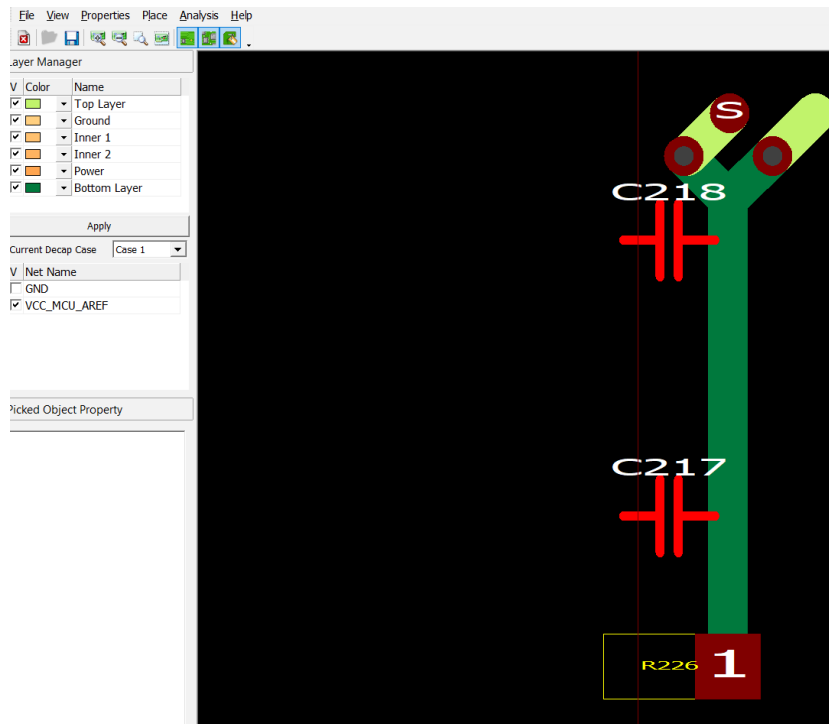 File View Properties Place Analysis Help
Layer Manager
V Color Name
Top Layer
Ground
Inner 1
Inner 2
Power
Bottom Layer
Apply
Current Decap Case Case 1
V Net Name
GND
VCC_MCU_AREF
Picked Object Property
S
C218
C217
R226 1